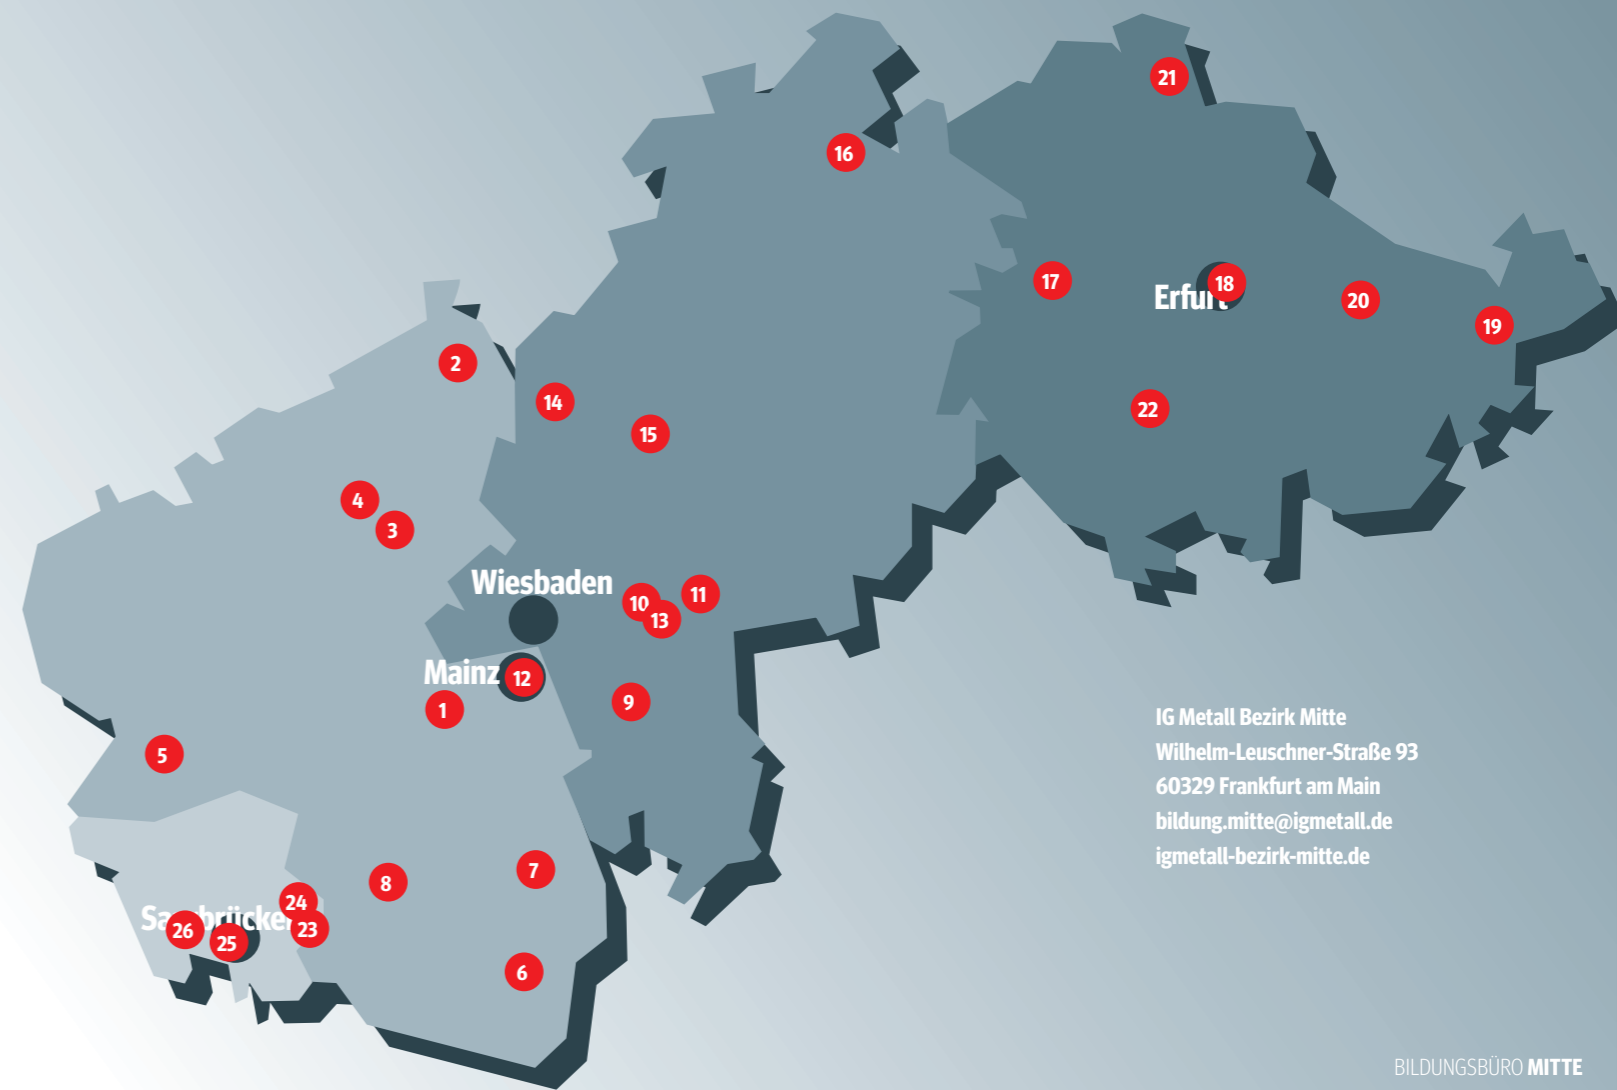 21
16
17
18
Erfurt
20
19
2
14
22
15
4
3
Wiesbaden
10
11
13
Mainz
12
1
9
5
IG Metall Bezirk Mitte
Wilhelm-Leuschner-Straße 93
60329 Frankfurt am Main
bildung.mitte@igmetall.de
igmetall-bezirk-mitte.de
7
8
24
Saarbrücken
26
23
25
6
BILDUNGSBÜRO MITTE